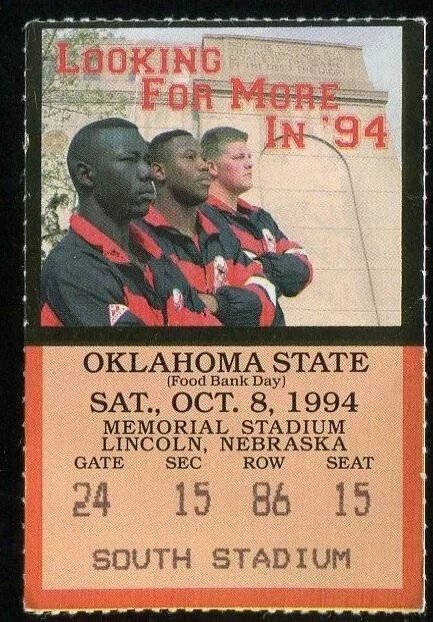 LOOKING
FOR MORE
IN '94
OKLAHOMA STATE
(Food Bank Day)
SAT., OCT. 8, 1994
MEMORIAL STADIUM
LINCOLN, NEBRASKA
GATE SEC ROW SEAT
24 15 86 15
SOUTH STADIUM